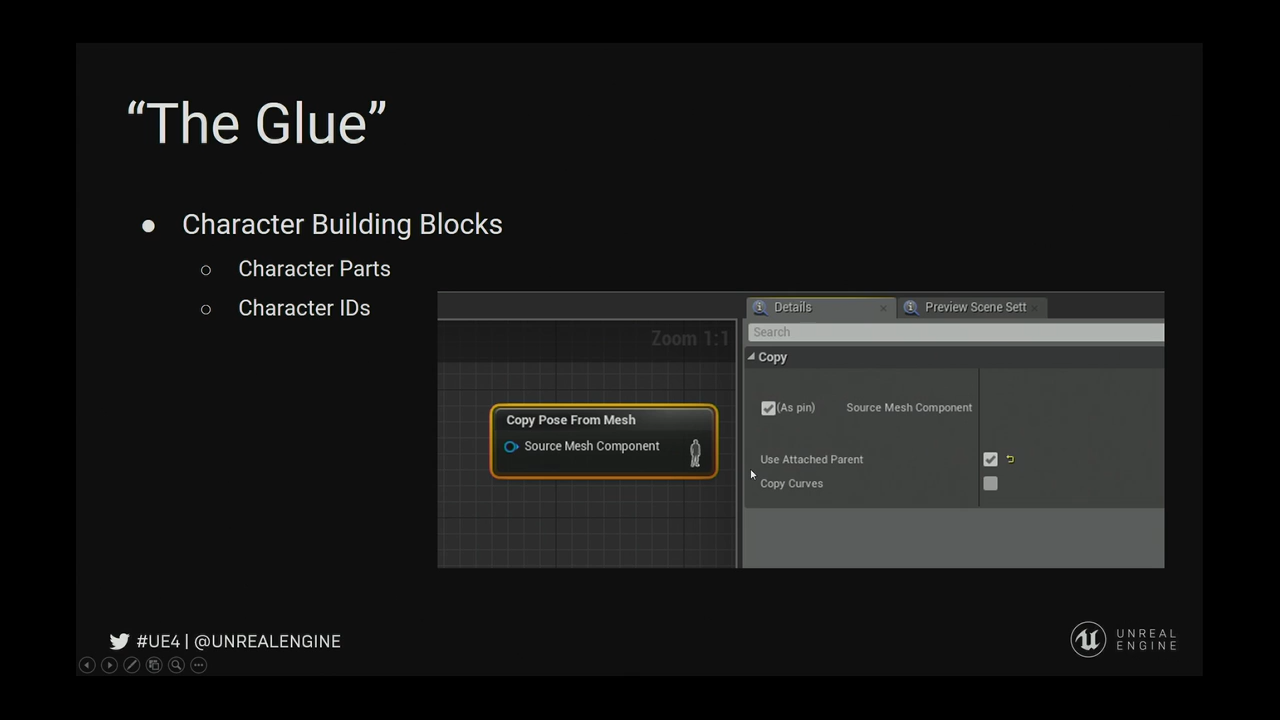 “The Glue”
● Character Building Blocks
○ Character Parts
○ Character IDs
Zoom 1:1
Copy Pose From Mesh
Source Mesh Component
Details
Preview Scene Sett
Search
Copy
(As pin) Source Mesh Component
Use Attached Parent
Copy Curves
#UE4 | @UNREALENGINE
UNREAL
ENGINE